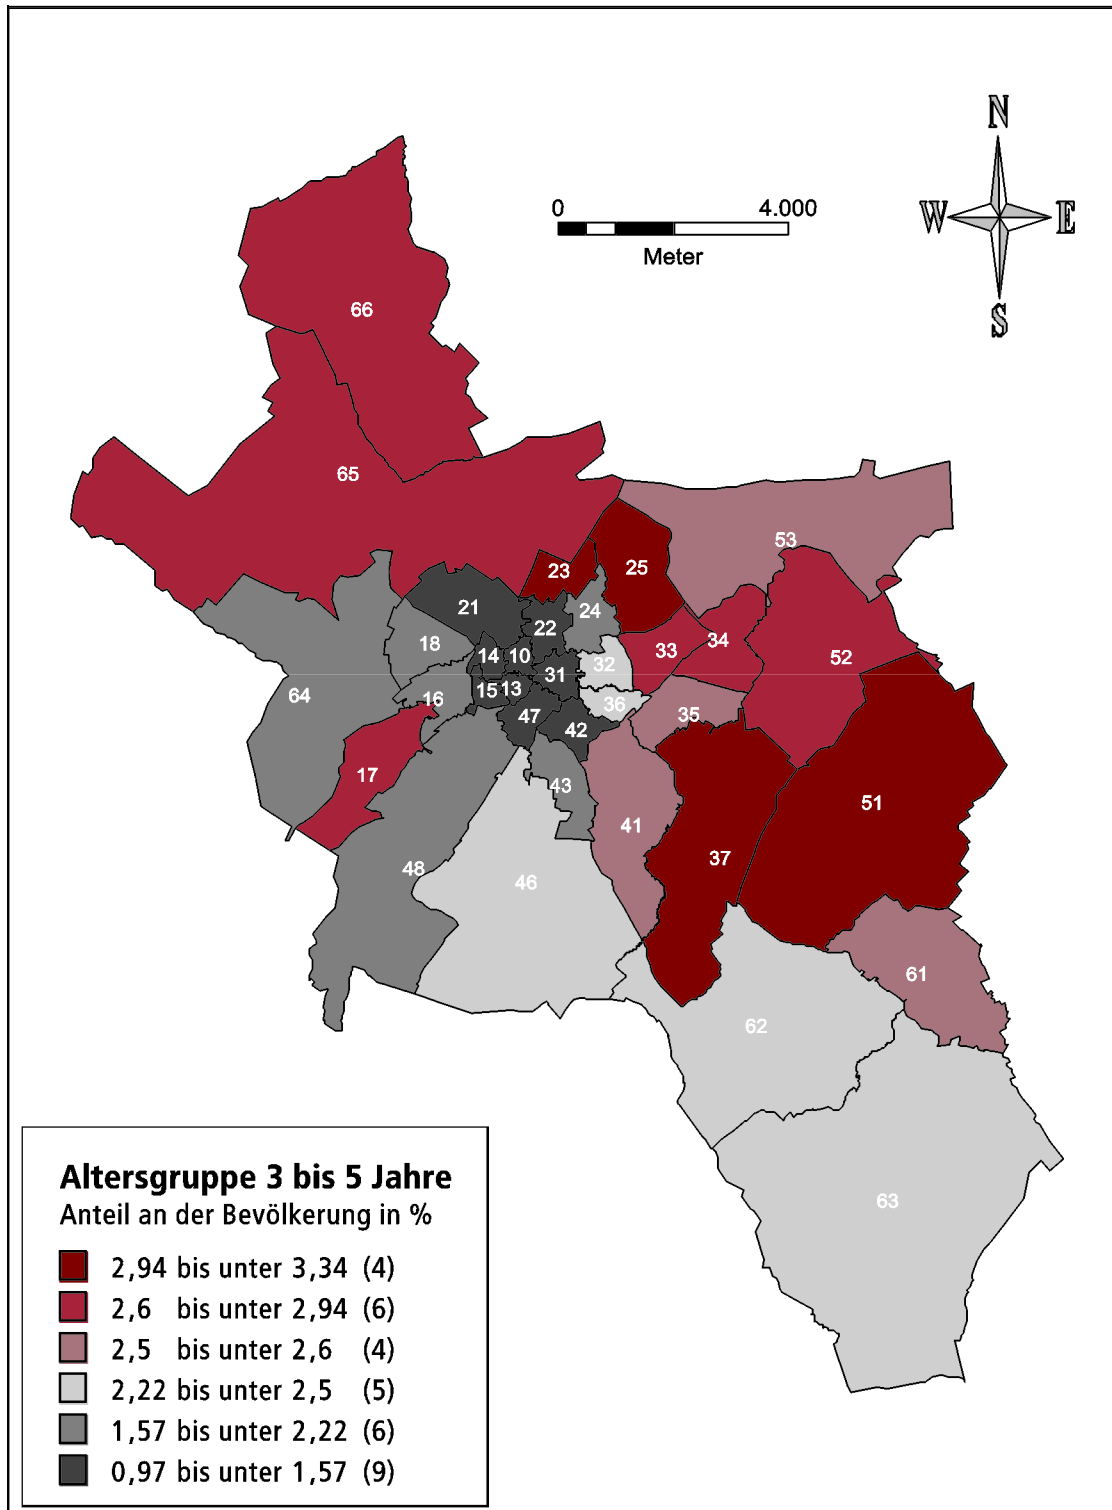 N
0 4.000
W E
Meter
S
66
65
53
23 25
21 24
22
18 33 34
14 10 32 52
31
64 16 15 13 36
47 35
42
17 43
51
41
37
48 46
61
62
63
Altersgruppe 3 bis 5 Jahre
Anteil an der Bevölkerung in %
2,94 bis unter 3,34 (4)
2,6 bis unter 2,94 (6)
2,5 bis unter 2,6 (4)
2,22 bis unter 2,5 (5)
1,57 bis unter 2,22 (6)
0,97 bis unter 1,57 (9)